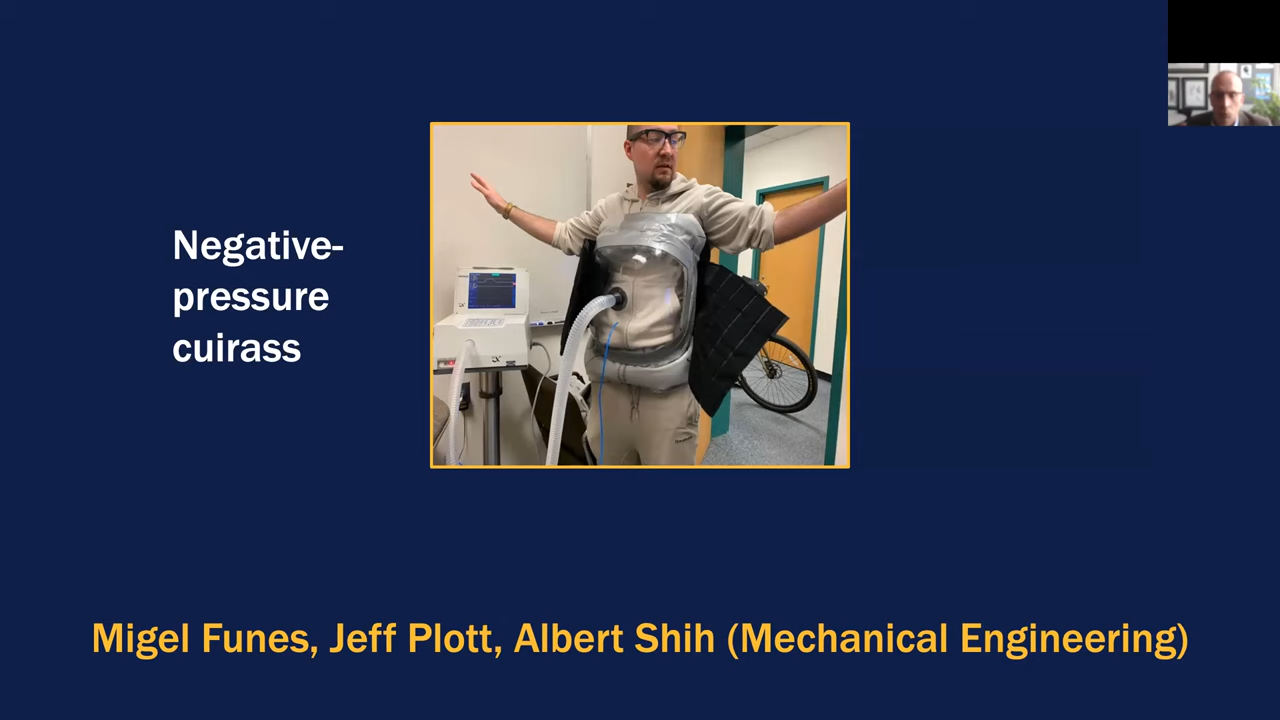 Negative-
pressure
cuirass
Migel Funes, Jeff Plott, Albert Shih (Mechanical Engineering)